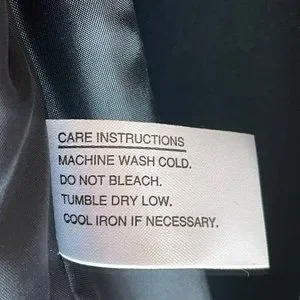 CARE INSTRUCTIONS
MACHINE WASH COLD.
DO NOT BLEACH.
TUMBLE DRY LOW.
COOL IRON IF NECESSARY.